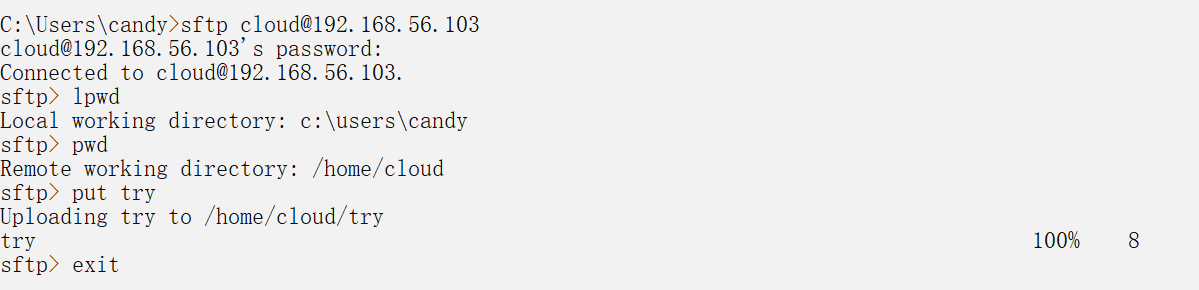 C:\Users\candy>sftp cloud@192.168.56.103
cloud@192.168.56.103's password:
Connected to cloud@192.168.56.103.
sftp> lpwd
Local working directory: c:\users\candy
sftp> pwd
Remote working directory: /home/cloud
sftp> put try
Uploading try to /home/cloud/try
try 100% 8
sftp> exit